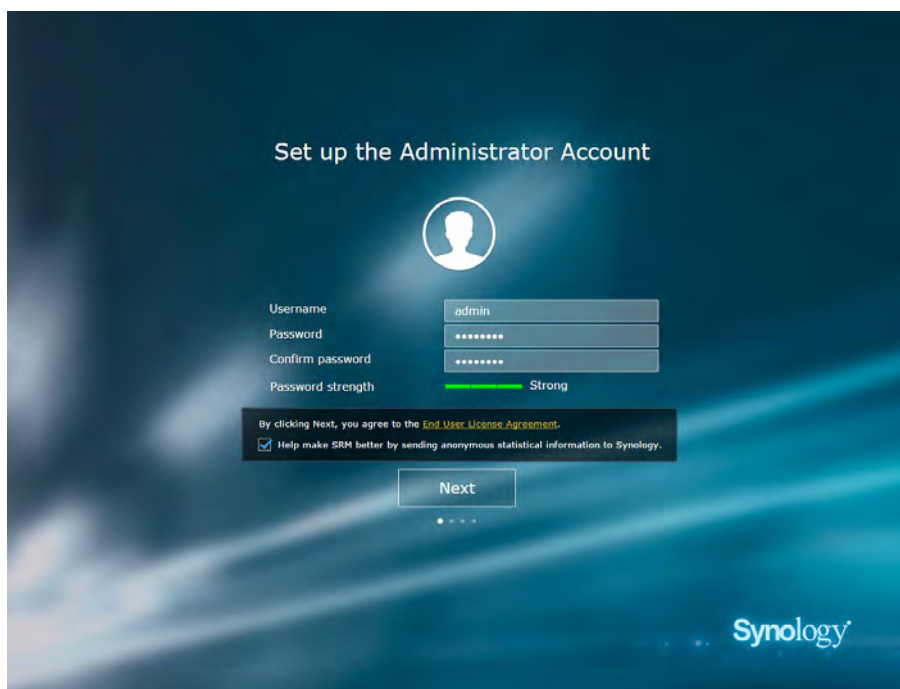 Set up the Administrator Account
Username admin
Password ••••••••
Confirm password ••••••••
Password strength Strong
By clicking Next, you agree to the End User License Agreement.
Help make SRM better by sending anonymous statistical information to Synology.
Next
Synology